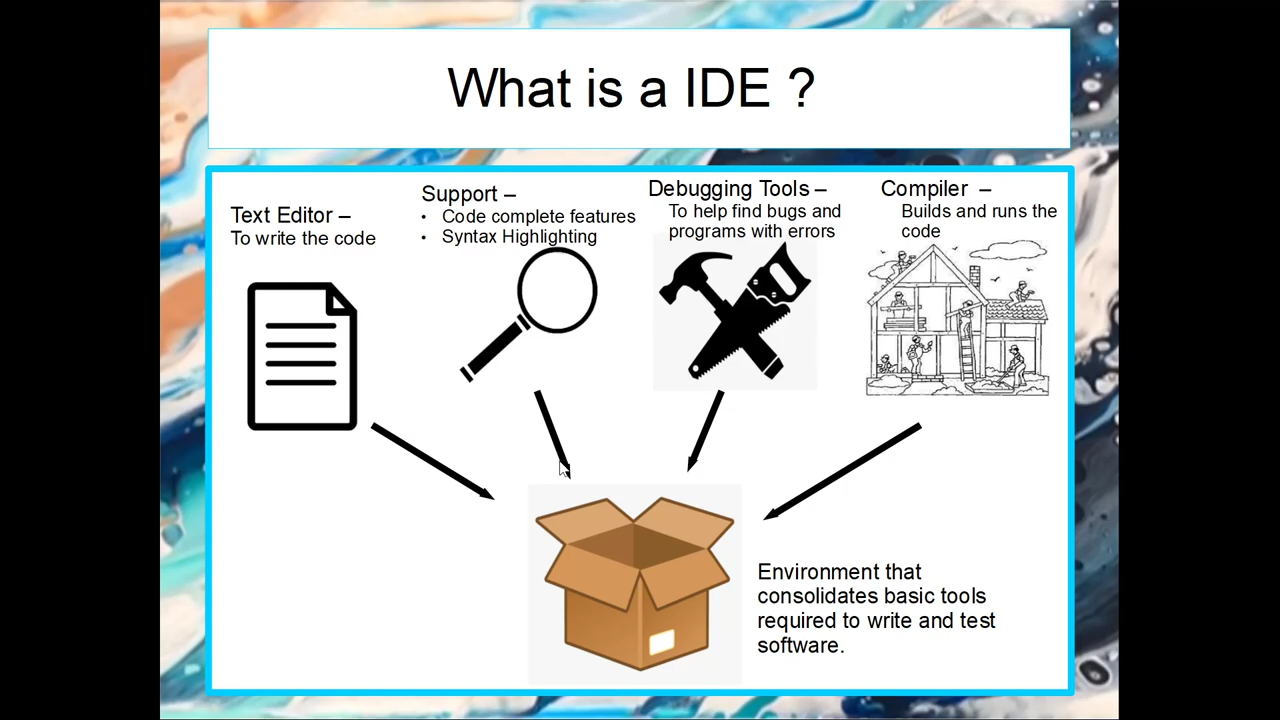 What is a IDE ?
Text Editor –
To write the code
Support –
• Code complete features
• Syntax Highlighting
Debugging Tools –
To help find bugs and
programs with errors
Compiler –
Builds and runs the
code
Environment that
consolidates basic tools
required to write and test
software.